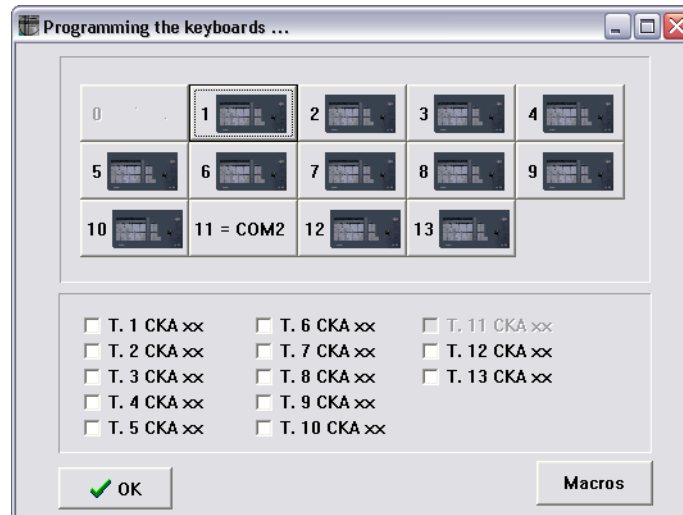 Programming the keyboards ...
0 1 2 3 4
5 6 7 8 9
10 11 = COM2 12 13
T. 1 CKA xx T. 6 CKA xx T. 11 CKA xx
T. 2 CKA xx T. 7 CKA xx T. 12 CKA xx
T. 3 CKA xx T. 8 CKA xx T. 13 CKA xx
T. 4 CKA xx T. 9 CKA xx
T. 5 CKA xx T. 10 CKA xx
OK Macros